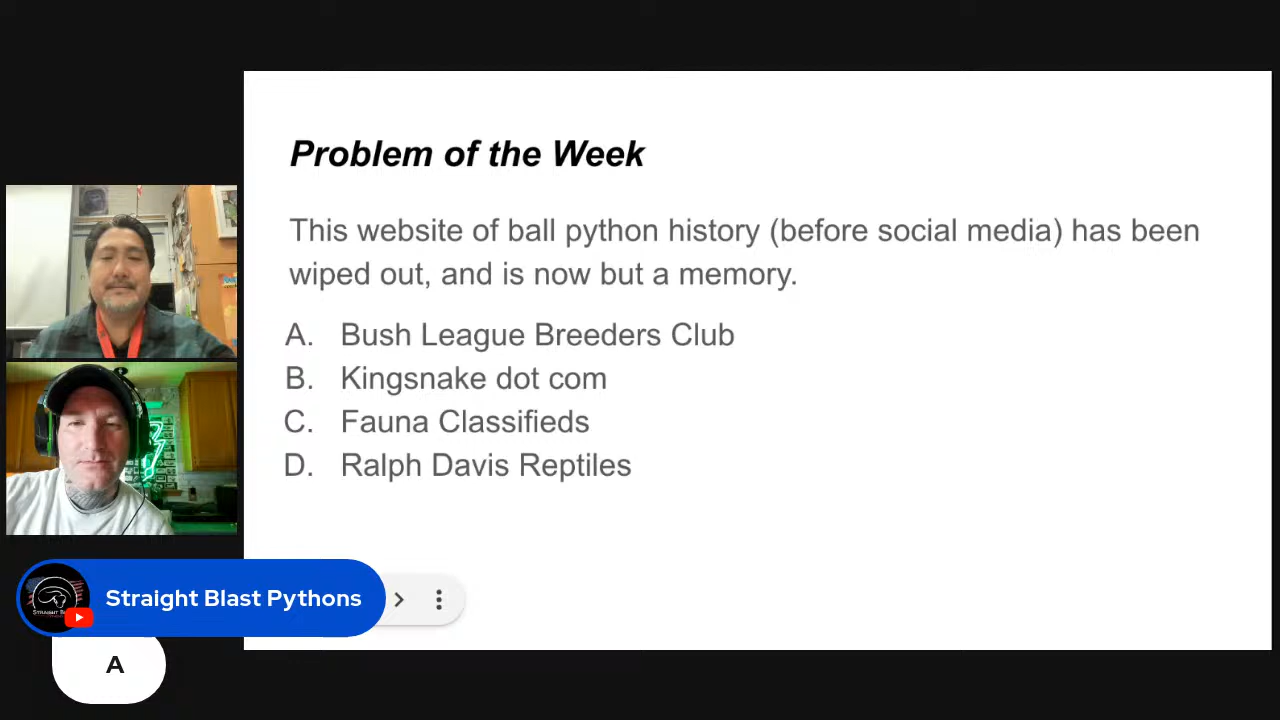 Problem of the Week
This website of ball python history (before social media) has been
wiped out, and is now but a memory.
A. Bush League Breeders Club
B. Kingsnake dot com
C. Fauna Classifieds
D. Ralph Davis Reptiles
Straight Blast Pythons
A